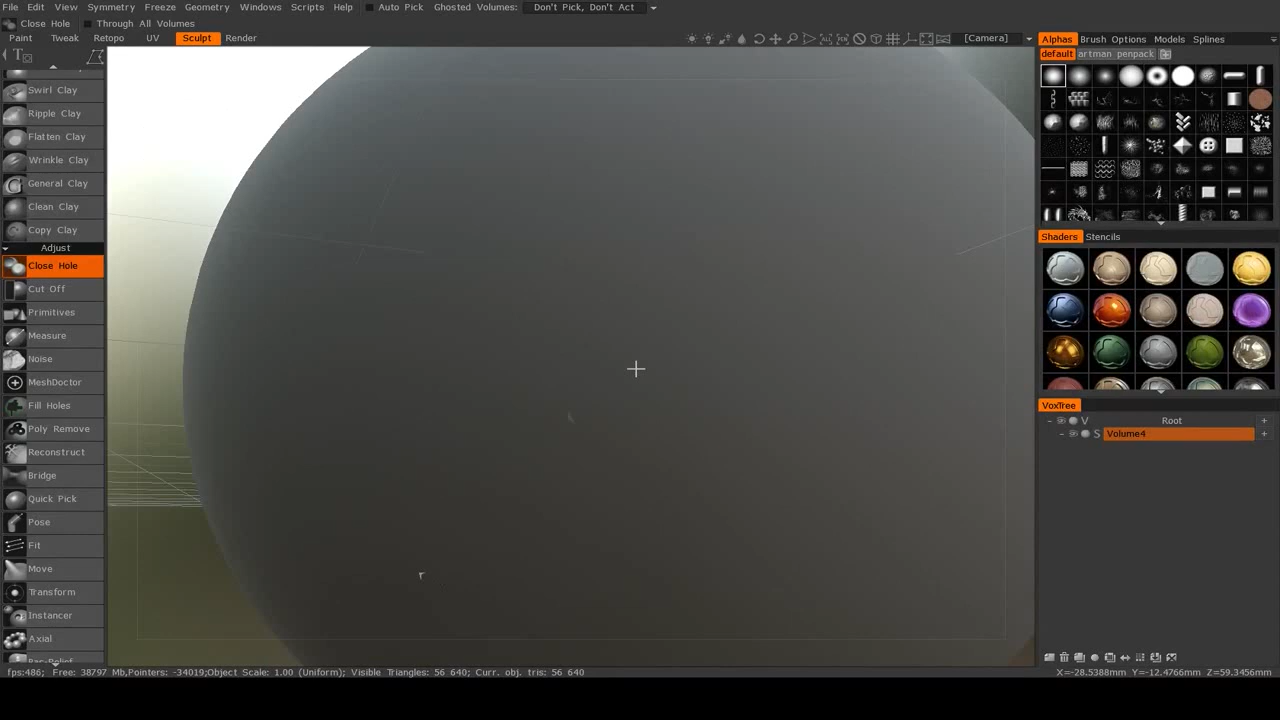 File Edit View Symmetry Freeze Geometry Windows Scripts Help Auto Pick Ghosted Volumes: Don't Pick, Don't Act
Close Hole Through All Volumes
Paint Tweak Retopo UV Sculpt Render [Camera]
Alphas Brush Options Models Splines
default artman penpack
Swirl Clay
Ripple Clay
Flatten Clay
Wrinkle Clay
General Clay
Clean Clay
Copy Clay
Adjust
Close Hole
Cut Off
Primitives
Measure
Noise
MeshDoctor
Fill Holes
Poly Remove
Reconstruct
Bridge
Quick Pick
Pose
Fit
Move
Transform
Instancer
Axial
Bas-Relief
Shaders Stencils
VoxTree
V Root
S Volume4
fps:486; Free: 38797 Mb,Pointers: -34019;Object Scale: 1.00 (Uniform); Visible Triangles: 56 640; Curr. obj. tris: 56 640
X=-28.5388mm Y=-12.4766mm Z=59.3456mm